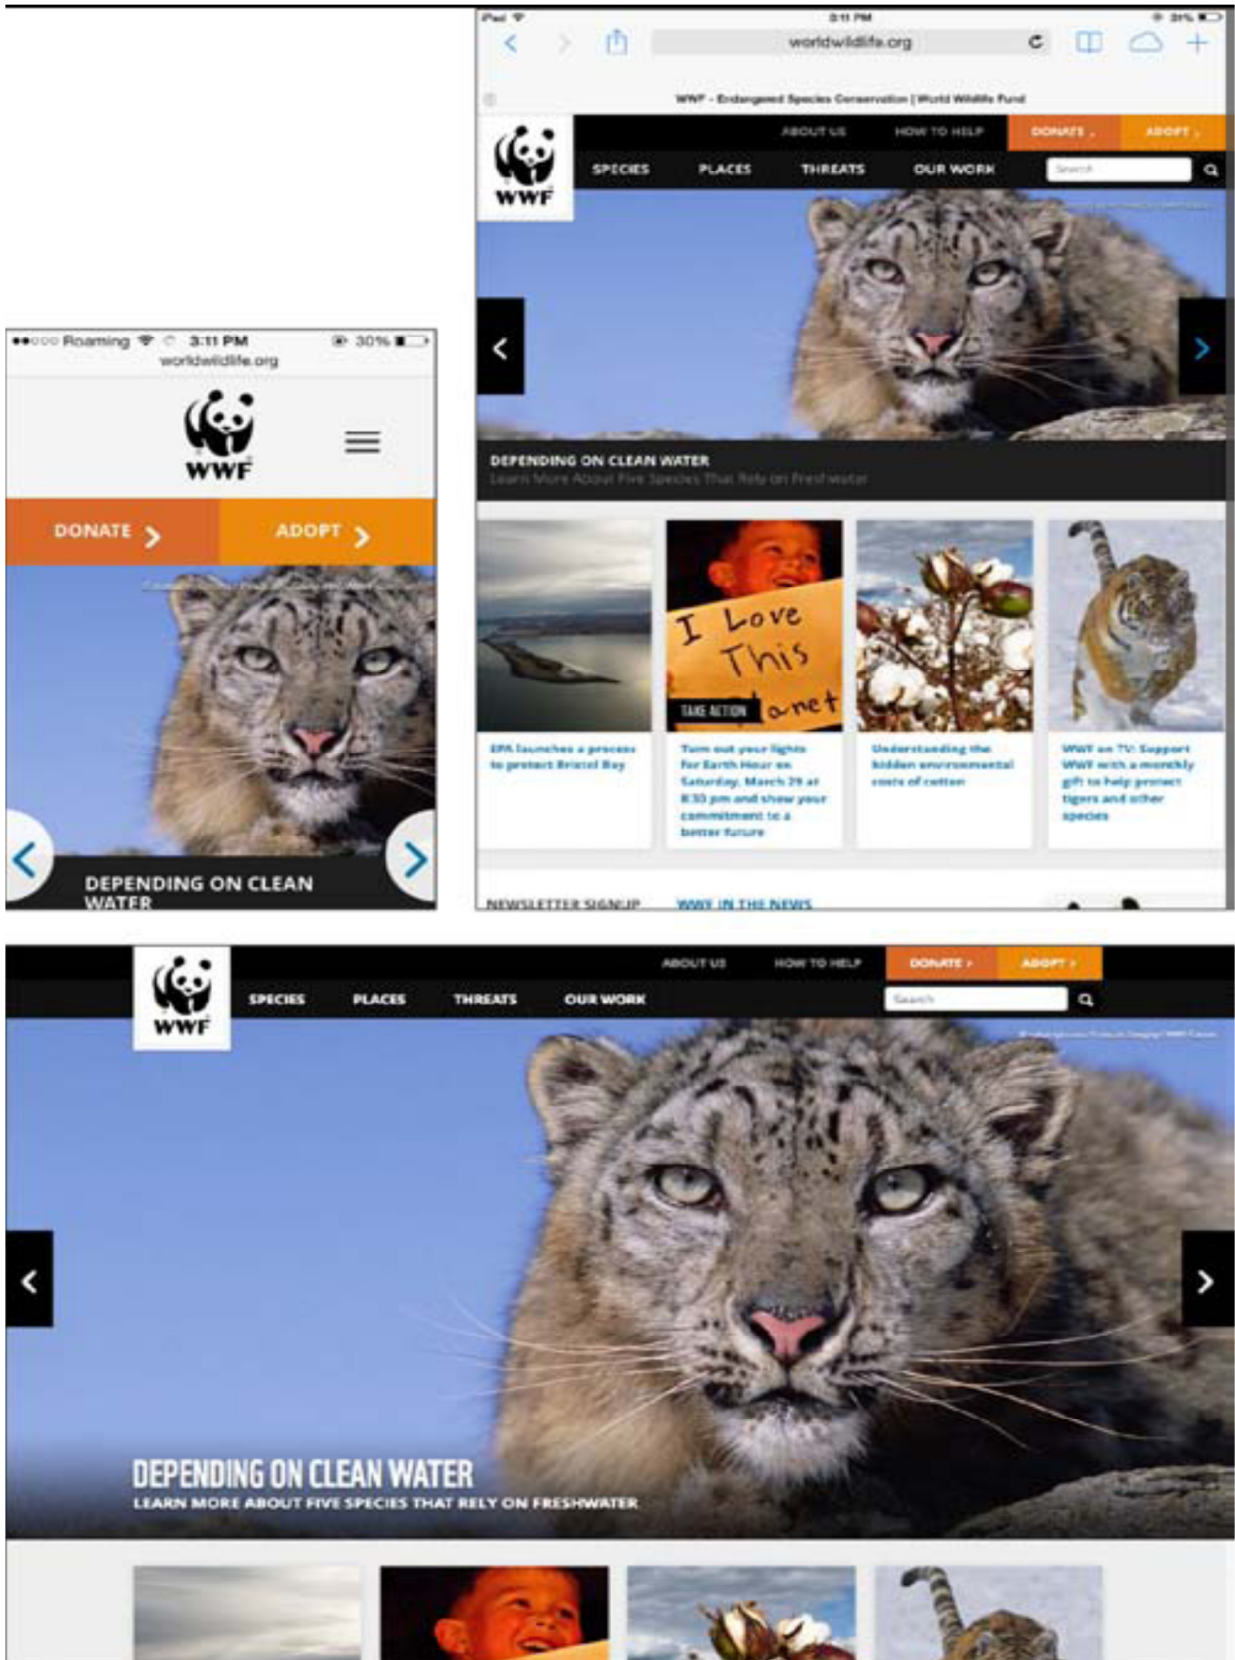 iPad
3:11 PM
31%
worldwildlife.org
WWF - Endangered Species Conservation | World Wildlife Fund
ABOUT US HOW TO HELP DONATE ADOPT
WWF
SPECIES PLACES THREATS OUR WORK Search
DEPENDING ON CLEAN WATER
Learn More About Five Species That Rely on Freshwater
I Love
This
Planet
TAKE ACTION
EPA launches a process
to protect Bristol Bay
Turn out your lights
for Earth Hour on
Saturday, March 29 at
8:30 pm and show your
commitment to a
better future
Understanding the
hidden environmental
costs of cotton
WWF on TV: Support
WWF with a monthly
gift to help protect
tigers and other
species
NEWSLETTER SIGNUP WWF IN THE NEWS
Roaming 3:11 PM 30%
worldwildlife.org
WWF
DONATE ADOPT
DEPENDING ON CLEAN
WATER
ABOUT US HOW TO HELP DONATE ADOPT
WWF
SPECIES PLACES THREATS OUR WORK Search
DEPENDING ON CLEAN WATER
LEARN MORE ABOUT FIVE SPECIES THAT RELY ON FRESHWATER